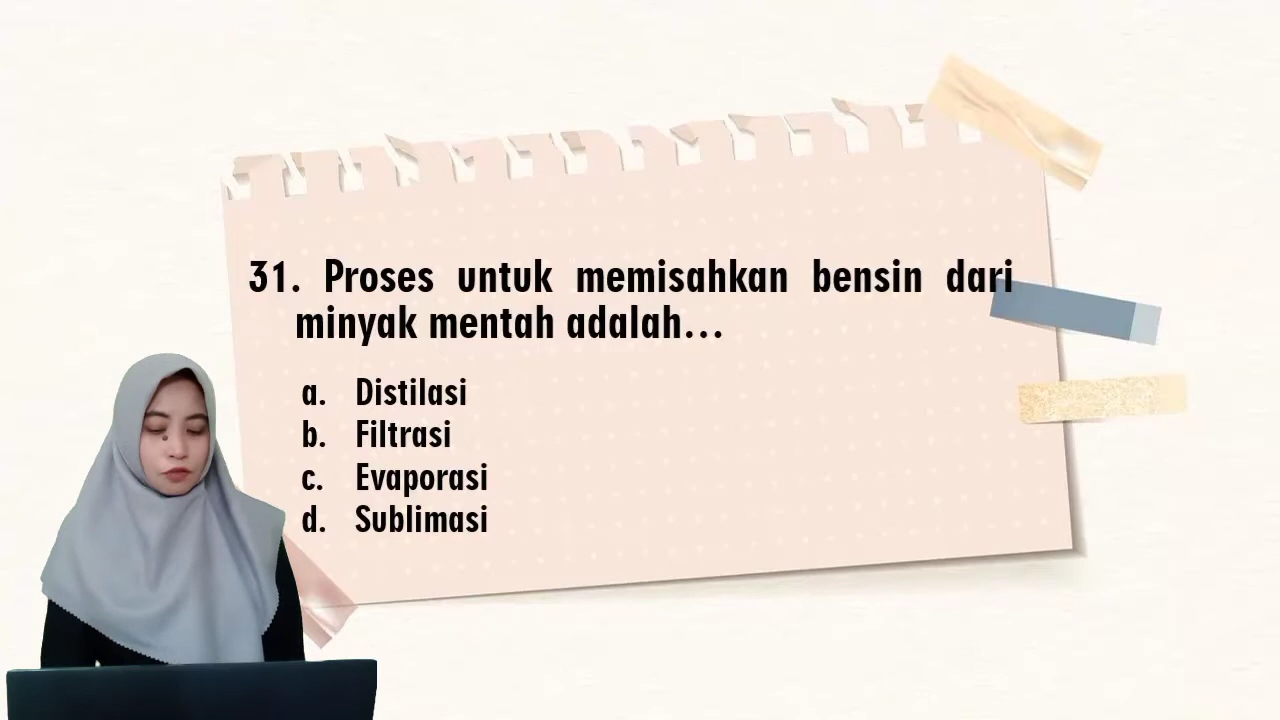 31. Proses untuk memisahkan bensin dari
minyak mentah adalah...
a. Distilasi
b. Filtrasi
c. Evaporasi
d. Sublimasi